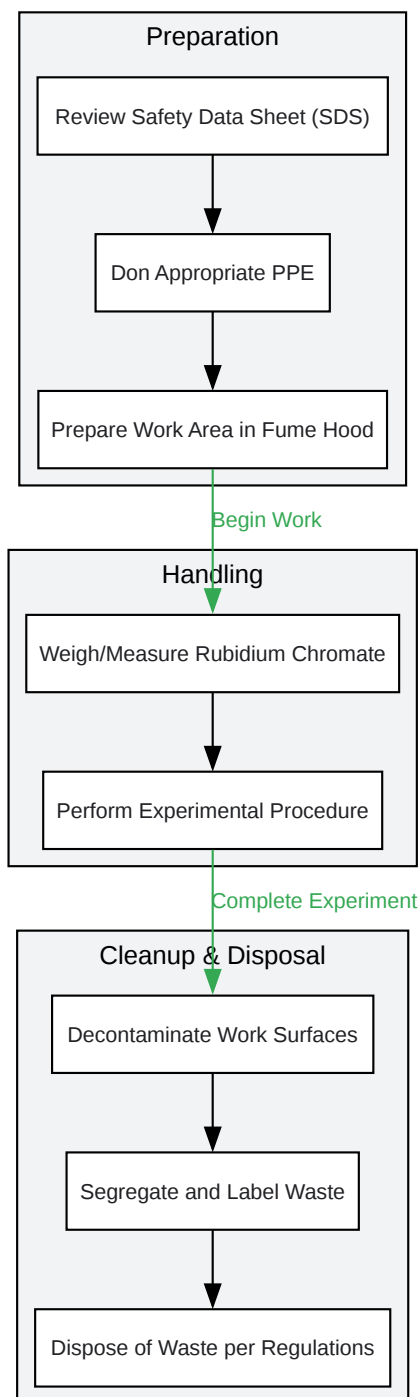 Preparation
Review Safety Data Sheet (SDS)
Don Appropriate PPE
Prepare Work Area in Fume Hood
Begin Work
Handling
Weigh/Measure Rubidium Chromate
Perform Experimental Procedure
Complete Experiment
Cleanup & Disposal
Decontaminate Work Surfaces
Segregate and Label Waste
Dispose of Waste per Regulations